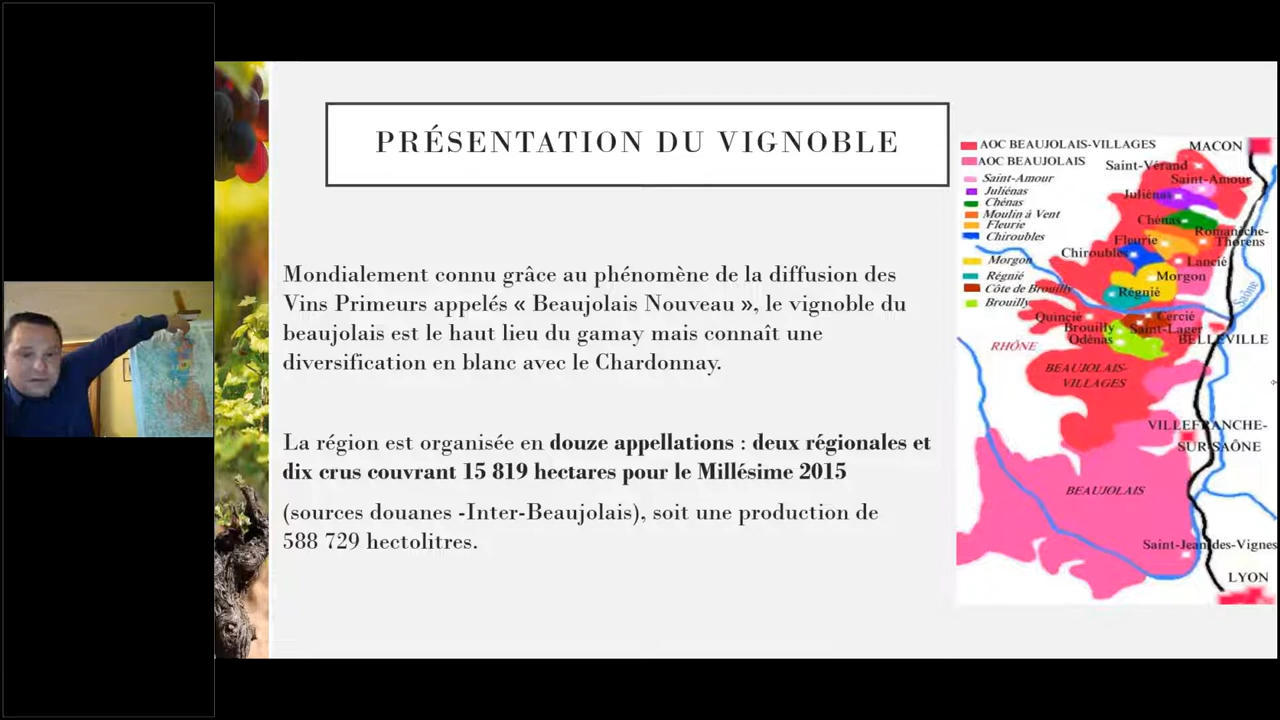 PRÉSENTATION DU VIGNOBLE
Mondialement connu grâce au phénomène de la diffusion des
Vins Primeurs appelés « Beaujolais Nouveau », le vignoble du
beaujolais est le haut lieu du gamay mais connaît une
diversification en blanc avec le Chardonnay.
La région est organisée en douze appellations : deux régionales et
dix crus couvrant 15 819 hectares pour le Millésime 2015
(sources douanes -Inter-Beaujolais), soit une production de
588 729 hectolitres.
AOC BEAUJOLAIS-VILLAGES
AOC BEAUJOLAIS
Saint-Amour
Juliénas
Chénas
Moulin à Vent
Fleurie
Chiroubles
Morgon
Régnié
Côte de Brouilly
Brouilly
MACON
Saint-Vérand
Saint-Amour
Juliénas
Chénas
Romanèche-
Thorens
Fleurie
Chiroubles
Lancié
Morgon
Régnié
Saône
Quincie
Cercié
Brouilly
Saint-Lager
Odenas
BELLEVILLE
RHÔNE
BEAUJOLAIS-
VILLAGES
VILLEFRANCHE-
SUR-SAÔNE
BEAUJOLAIS
Saint-Jean-des-Vignes
LYON